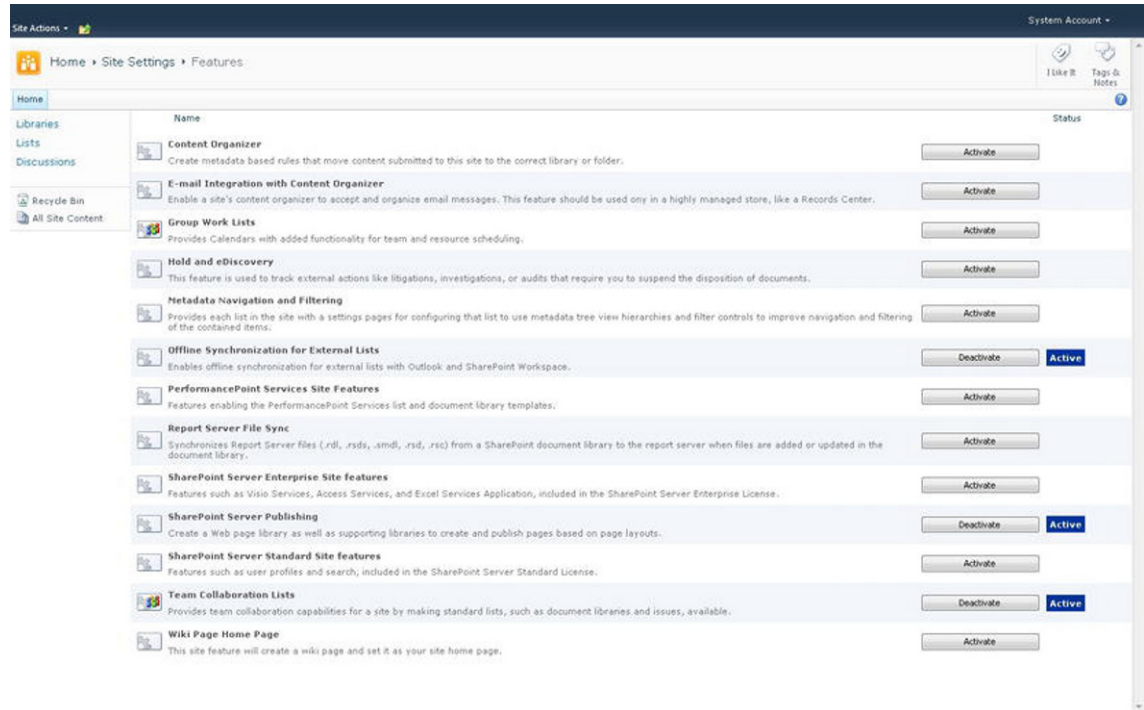 Site Actions
System Account
Home ▸ Site Settings ▸ Features
I Like It
Tags & Notes
Home
Libraries
Lists
Discussions
Recycle Bin
All Site Content
Name
Status
Content Organizer
Create metadata based rules that move content submitted to this site to the correct library or folder.
Activate
E-mail Integration with Content Organizer
Enable a site's content organizer to accept and organize email messages. This feature should be used ony in a highly managed store, like a Records Center.
Activate
Group Work Lists
Provides Calendars with added functionality for team and resource scheduling.
Activate
Hold and eDiscovery
This feature is used to track external actions like litigations, investigations, or audits that require you to suspend the disposition of documents.
Activate
Metadata Navigation and Filtering
Provides each list in the site with a settings pages for configuring that list to use metadata tree view hierarchies and filter controls to improve navigation and filtering
of the contained items.
Activate
Offline Synchronization for External Lists
Enables offline synchronization for external lists with Outlook and SharePoint Workspace.
Deactivate
Active
PerformancePoint Services Site Features
Features enabling the PerformancePoint Services list and document library templates.
Activate
Report Server File Sync
Synchronizes Report Server files (.rdl, .rsds, .smdl, .rsd, .rsc) from a SharePoint document library to the report server when files are added or updated in the
document library.
Activate
SharePoint Server Enterprise Site features
Features such as Visio Services, Access Services, and Excel Services Application, included in the SharePoint Server Enterprise License.
Activate
SharePoint Server Publishing
Create a Web page library as well as supporting libraries to create and publish pages based on page layouts.
Deactivate
Active
SharePoint Server Standard Site features
Features such as user profiles and search, included in the SharePoint Server Standard License.
Activate
Team Collaboration Lists
Provides team collaboration capabilities for a site by making standard lists, such as document libraries and issues, available.
Deactivate
Active
Wiki Page Home Page
This site feature will create a wiki page and set it as your site home page.
Activate